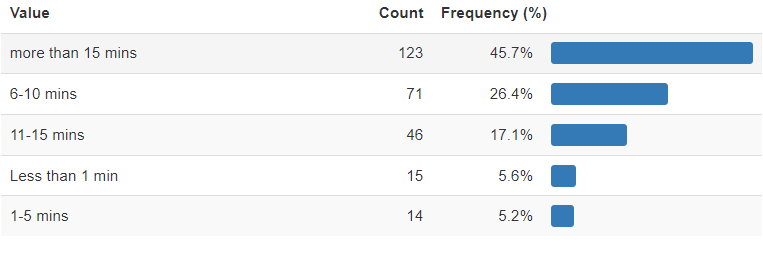 Value Count Frequency (%)
more than 15 mins 123 45.7%
6-10 mins 71 26.4%
11-15 mins 46 17.1%
Less than 1 min 15 5.6%
1-5 mins 14 5.2%